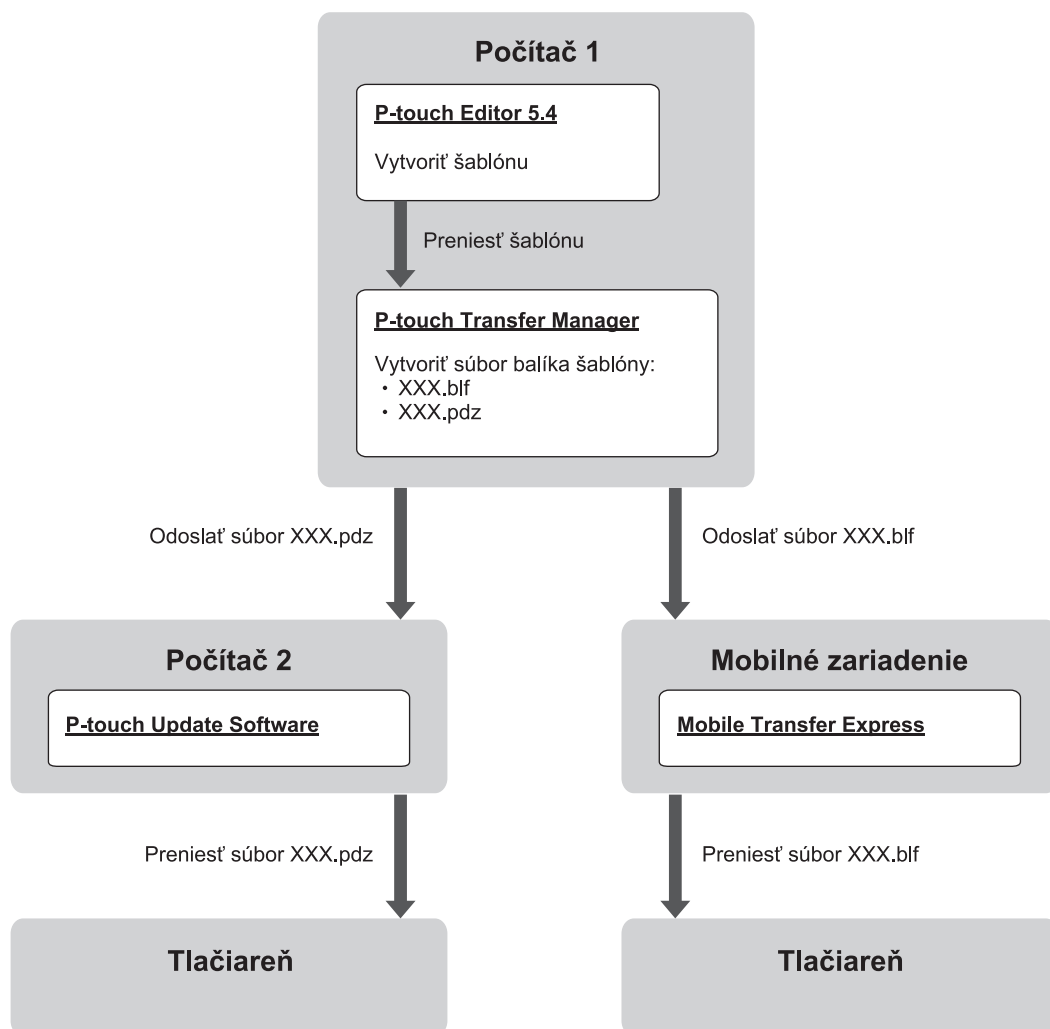 Počítač 1
P-touch Editor 5.4
Vytvoriť šablónu
Preniesť šablónu
P-touch Transfer Manager
Vytvoriť súbor balíka šablóny:
• XXX.blf
• XXX.pdz
Odoslať súbor XXX.pdz
Odoslať súbor XXX.blf
Počítač 2
Mobilné zariadenie
P-touch Update Software
Mobile Transfer Express
Preniesť súbor XXX.pdz
Preniesť súbor XXX.blf
Tlačiareň
Tlačiareň